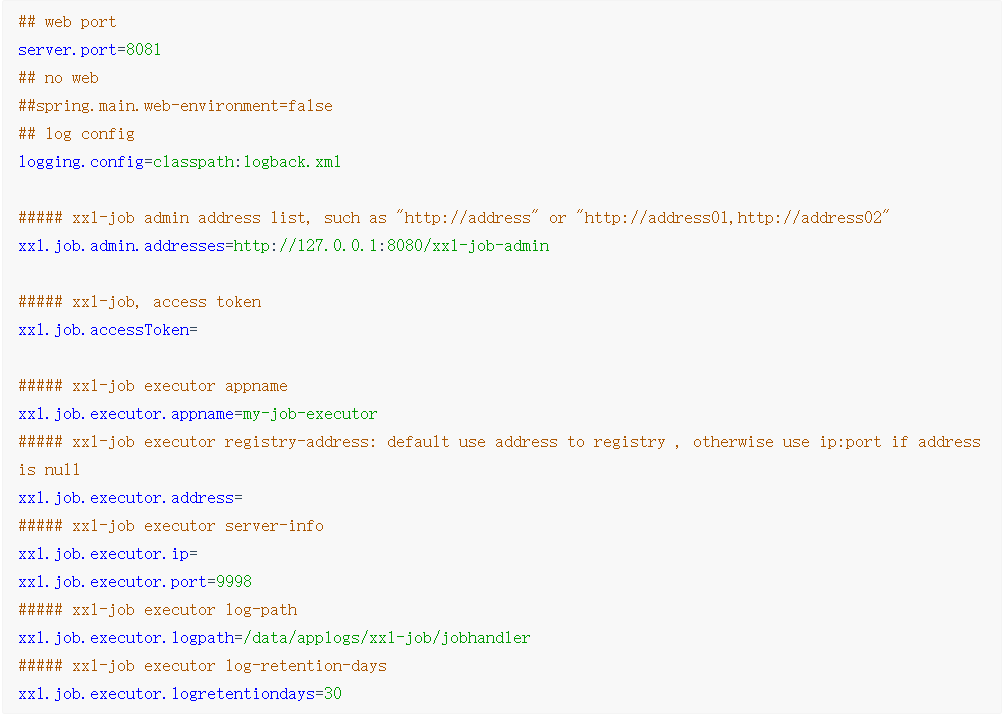 ## web port
server.port=8081
## no web
##spring.main.web-environment=false
## log config
logging.config=classpath:logback.xml
##### xxl-job admin address list, such as "http://address" or "http://address01,http://address02"
xxl.job.admin.addresses=http://127.0.0.1:8080/xxl-job-admin
##### xxl-job, access token
xxl.job.accessToken=
##### xxl-job executor appname
xxl.job.executor.appname=my-job-executor
##### xxl-job executor registry-address: default use address to registry , otherwise use ip:port if address
is null
xxl.job.executor.address=
##### xxl-job executor server-info
xxl.job.executor.ip=
xxl.job.executor.port=9998
##### xxl-job executor log-path
xxl.job.executor.logpath=/data/applogs/xxl-job/jobhandler
##### xxl-job executor log-retention-days
xxl.job.executor.logretentiondays=30